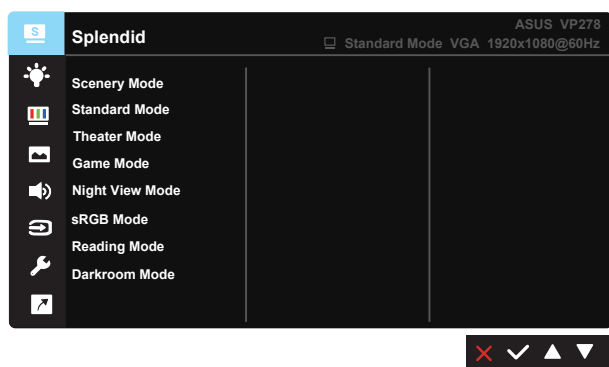 S
Splendid
ASUS VP278
Standard Mode VGA 1920x1080@60Hz
Scenery Mode
Standard Mode
Theater Mode
Game Mode
Night View Mode
sRGB Mode
Reading Mode
Darkroom Mode